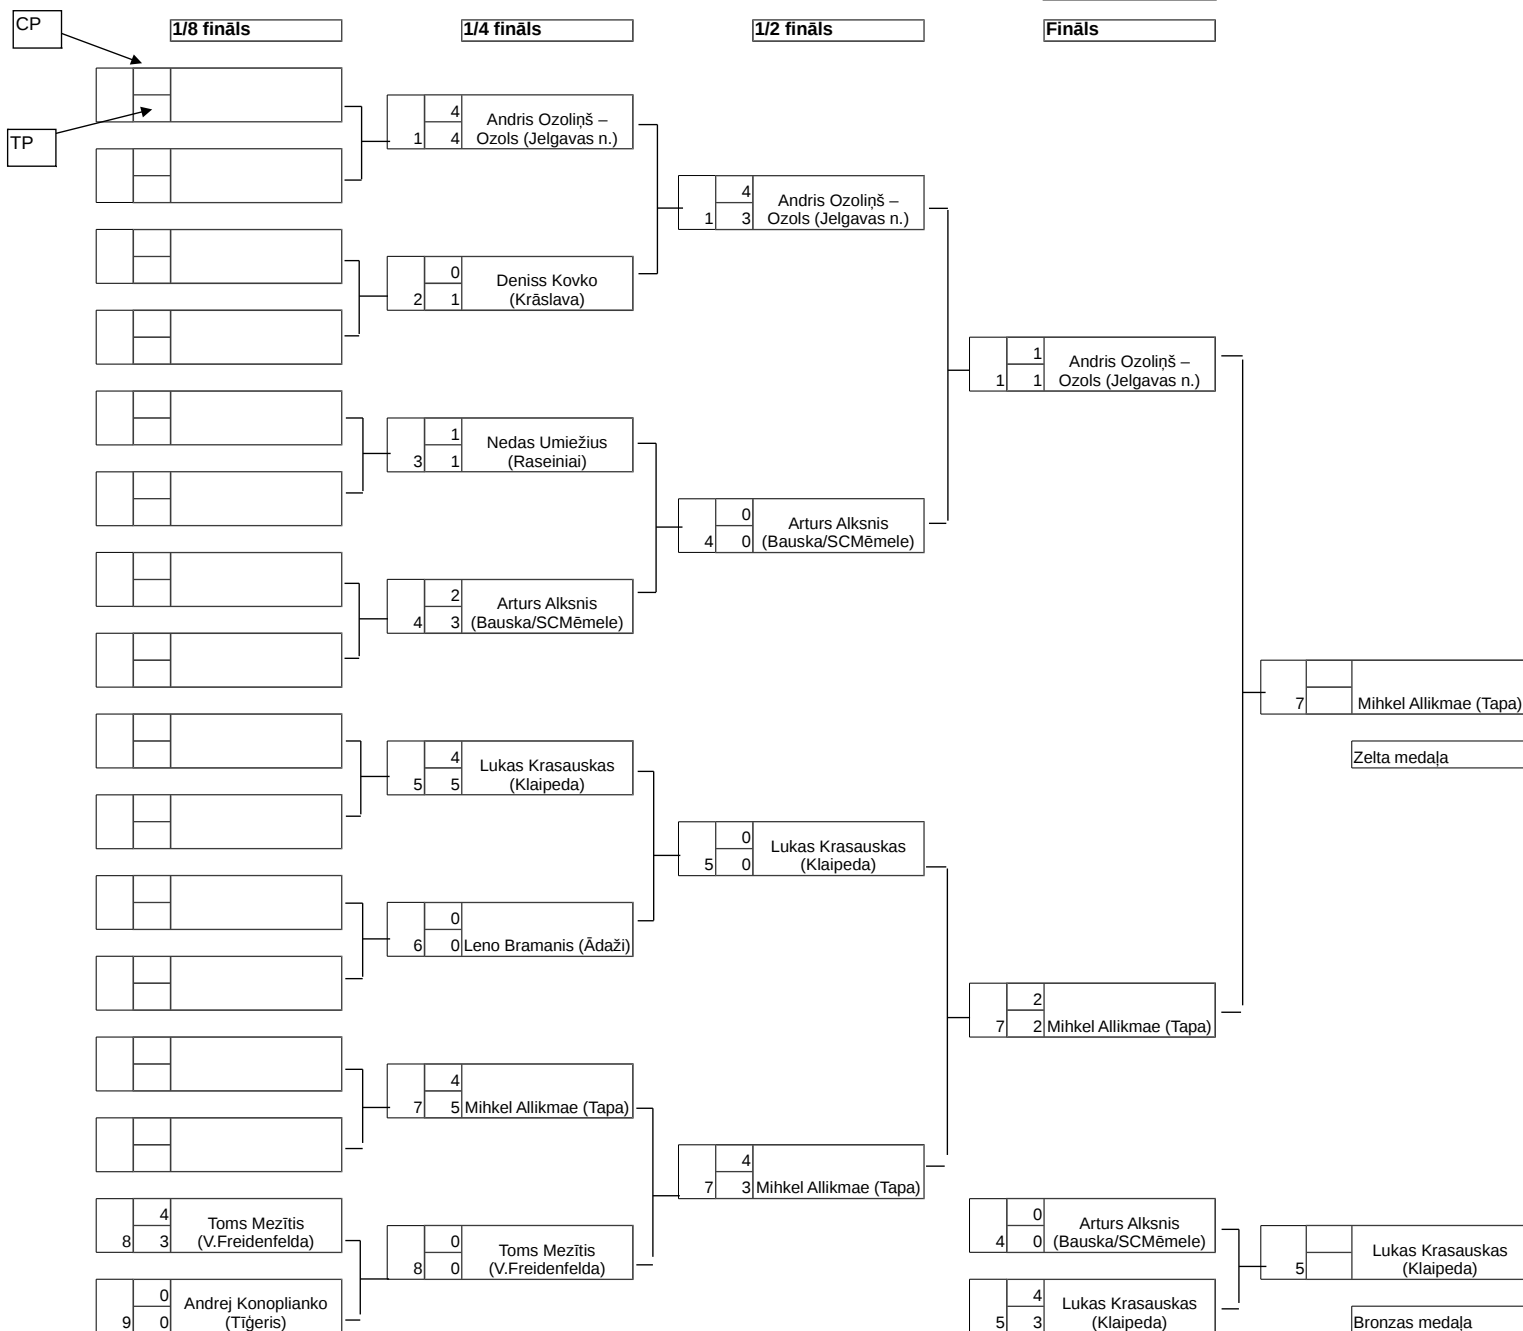 CP
1/8 fināls
1/4 fināls
1/2 fināls
Fināls
TP
4
Andris Ozoliņš –
1
4
Ozols (Jelgavas n.)
4
Andris Ozoliņš –
1
3
Ozols (Jelgavas n.)
0
Deniss Kovko
2
1
(Krāslava)
1
Andris Ozoliņš –
1
1
Ozols (Jelgavas n.)
1
Nedas Umiežius
3
1
(Raseiniai)
0
Arturs Alksnis
4
0
(Bauska/SCMēmele)
2
Arturs Alksnis
4
3
(Bauska/SCMēmele)
7
Mihkel Allikmae (Tapa)
Zelta medaļa
4
Lukas Krasauskas
5
5
(Klaipeda)
0
Lukas Krasauskas
5
0
(Klaipeda)
0
6
0
Leno Bramanis (Ādaži)
2
7
2
Mihkel Allikmae (Tapa)
4
7
5
Mihkel Allikmae (Tapa)
4
7
3
Mihkel Allikmae (Tapa)
4
Toms Mezītis
8
3
(V.Freidenfelda)
0
Toms Mezītis
8
0
(V.Freidenfelda)
0
Arturs Alksnis
4
0
(Bauska/SCMēmele)
Lukas Krasauskas
5
(Klaipeda)
0
Andrej Konoplianko
9
0
(Tīģeris)
4
Lukas Krasauskas
5
3
(Klaipeda)
Bronzas medaļa